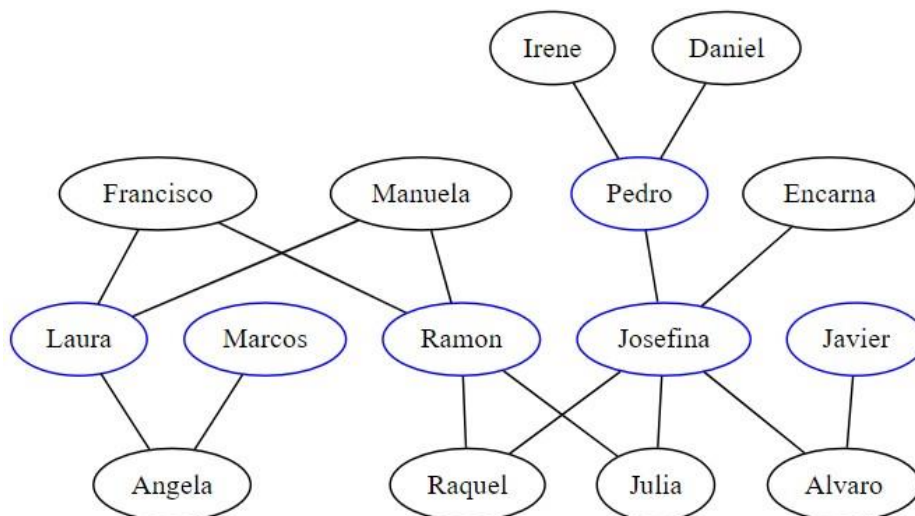 Irene
Daniel
Francisco
Manuela
Pedro
Encarna
Laura
Marcos
Ramon
Josefina
Javier
Angela
Raquel
Julia
Alvaro